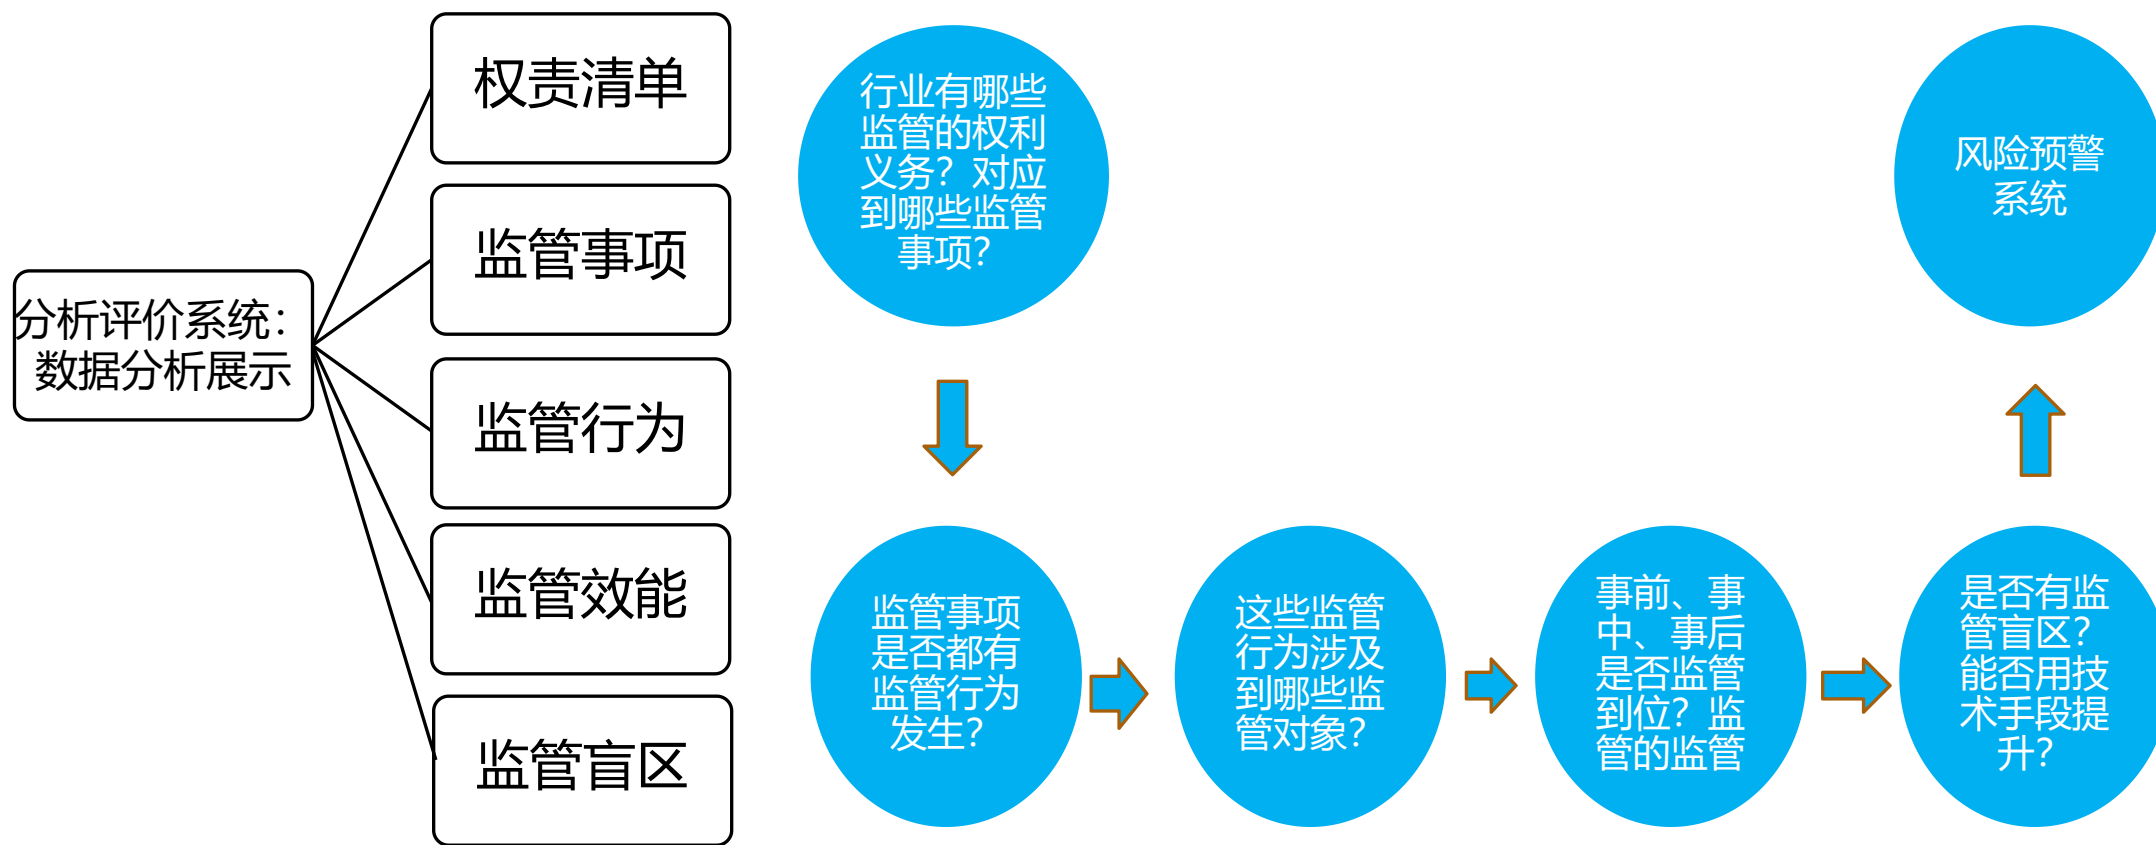 分析评价系统：
数据分析展示
权责清单
监管事项
监管行为
监管效能
监管盲区
行业有哪些
监管的权利
义务？对应
到哪些监管
事项？
监管事项
是否都有
监管行为
发生？
这些监管
行为涉及
到哪些监
管对象？
事前、事
中、事后
是否监管
到位？监
管的监管
是否有监
管盲区？
能否用技
术手段提
升？
风险预警
系统